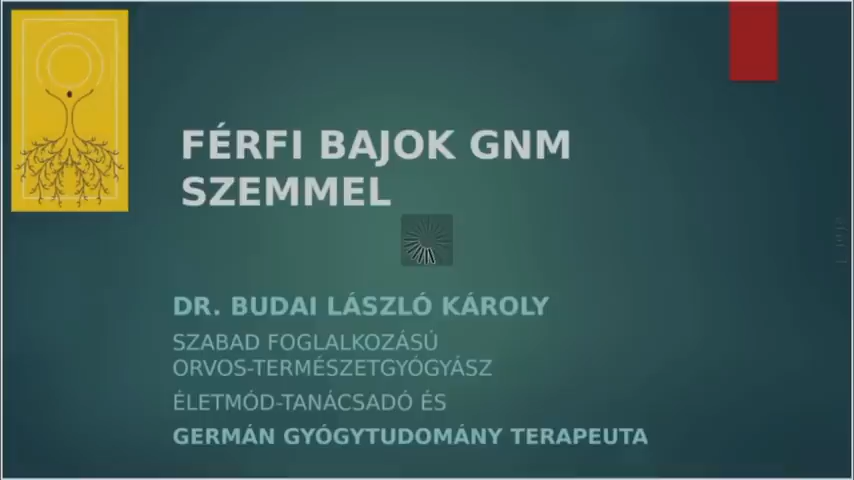 FÉRFI BAJOK GNM
SZEMMEL
DR. BUDAI LÁSZLÓ KÁROLY
SZABAD FOGLALKOZÁSÚ
ORVOS-TERMÉSZETGYÓGYÁSZ
ÉLETMÓD-TANÁCSADÓ ÉS
GERMÁN GYÓGYTUDOMÁNY TERAPEUTA